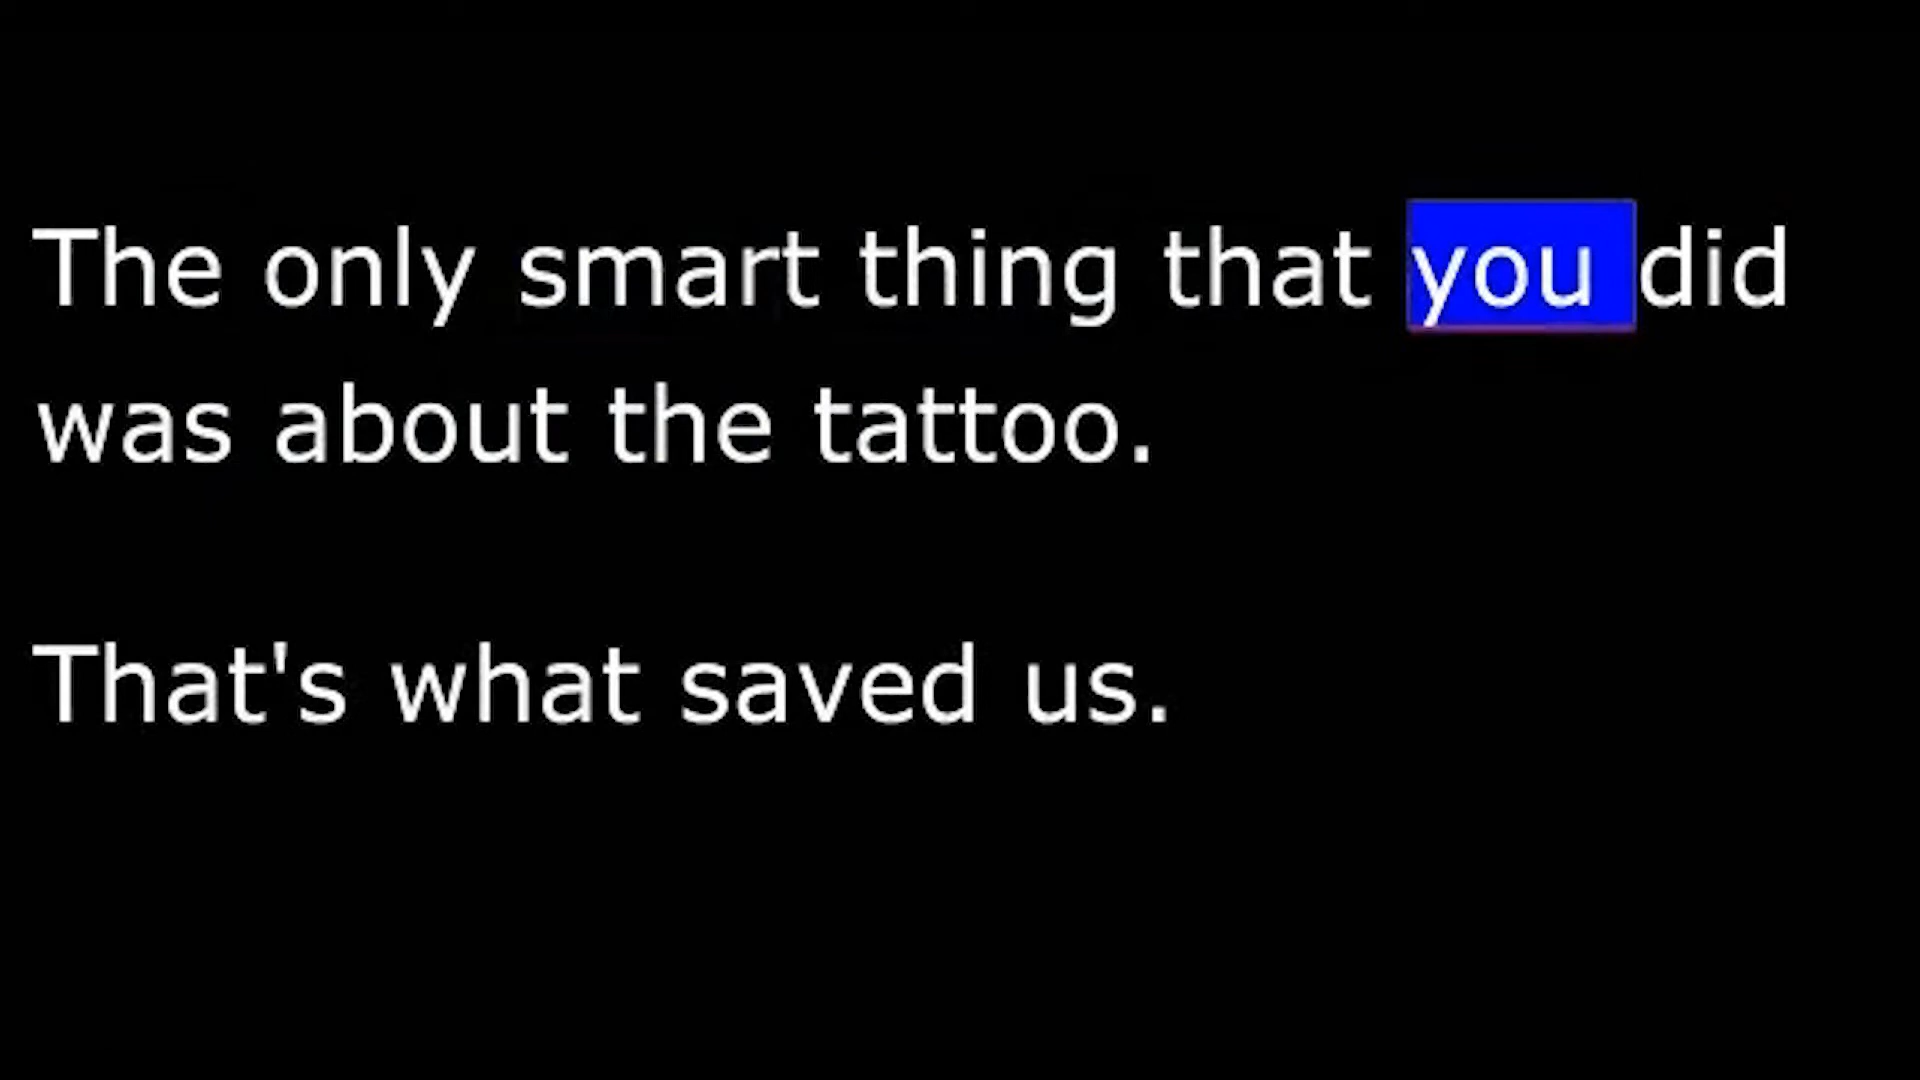 The only smart thing that you did
was about the tattoo.
That's what saved us.